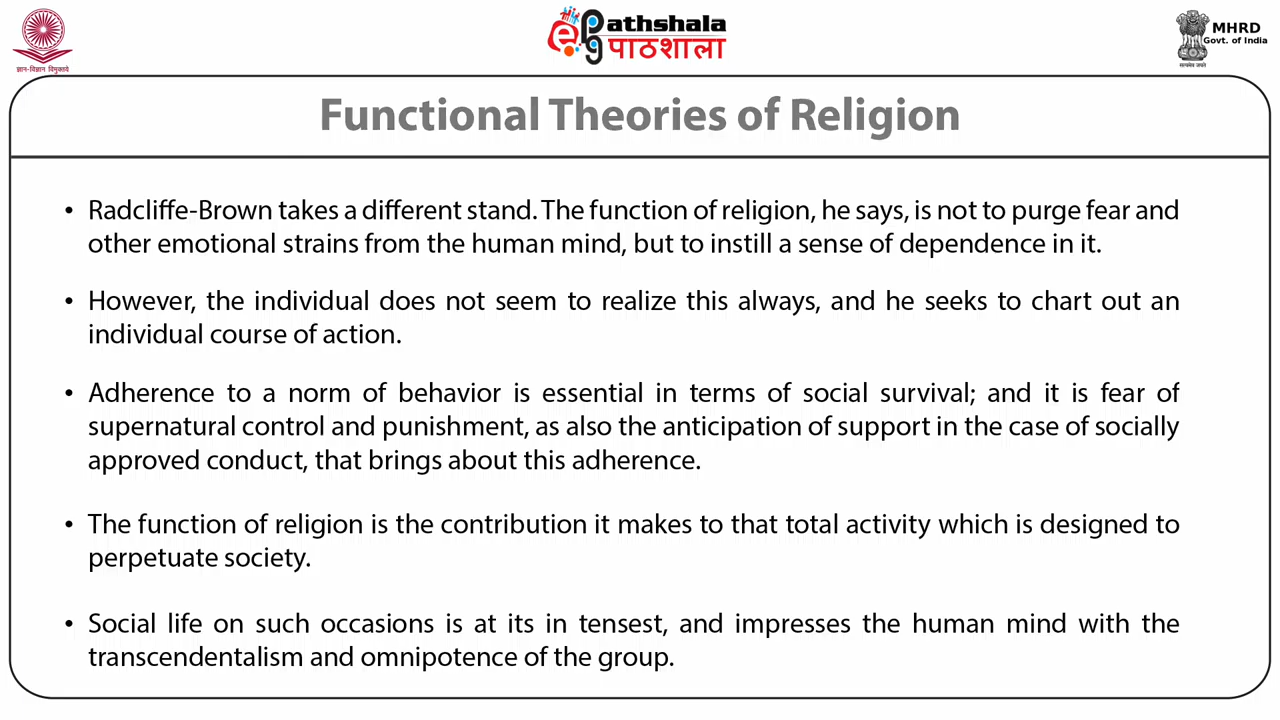 ज्ञान-विज्ञान विमुक्तये
ePg Pathshala
पाठशाला
सत्यमेव जयते
MHRD
Govt. of India
Functional Theories of Religion
• Radcliffe-Brown takes a different stand. The function of religion, he says, is not to purge fear and
other emotional strains from the human mind, but to instill a sense of dependence in it.
• However, the individual does not seem to realize this always, and he seeks to chart out an
individual course of action.
• Adherence to a norm of behavior is essential in terms of social survival; and it is fear of
supernatural control and punishment, as also the anticipation of support in the case of socially
approved conduct, that brings about this adherence.
• The function of religion is the contribution it makes to that total activity which is designed to
perpetuate society.
• Social life on such occasions is at its in tensest, and impresses the human mind with the
transcendentalism and omnipotence of the group.